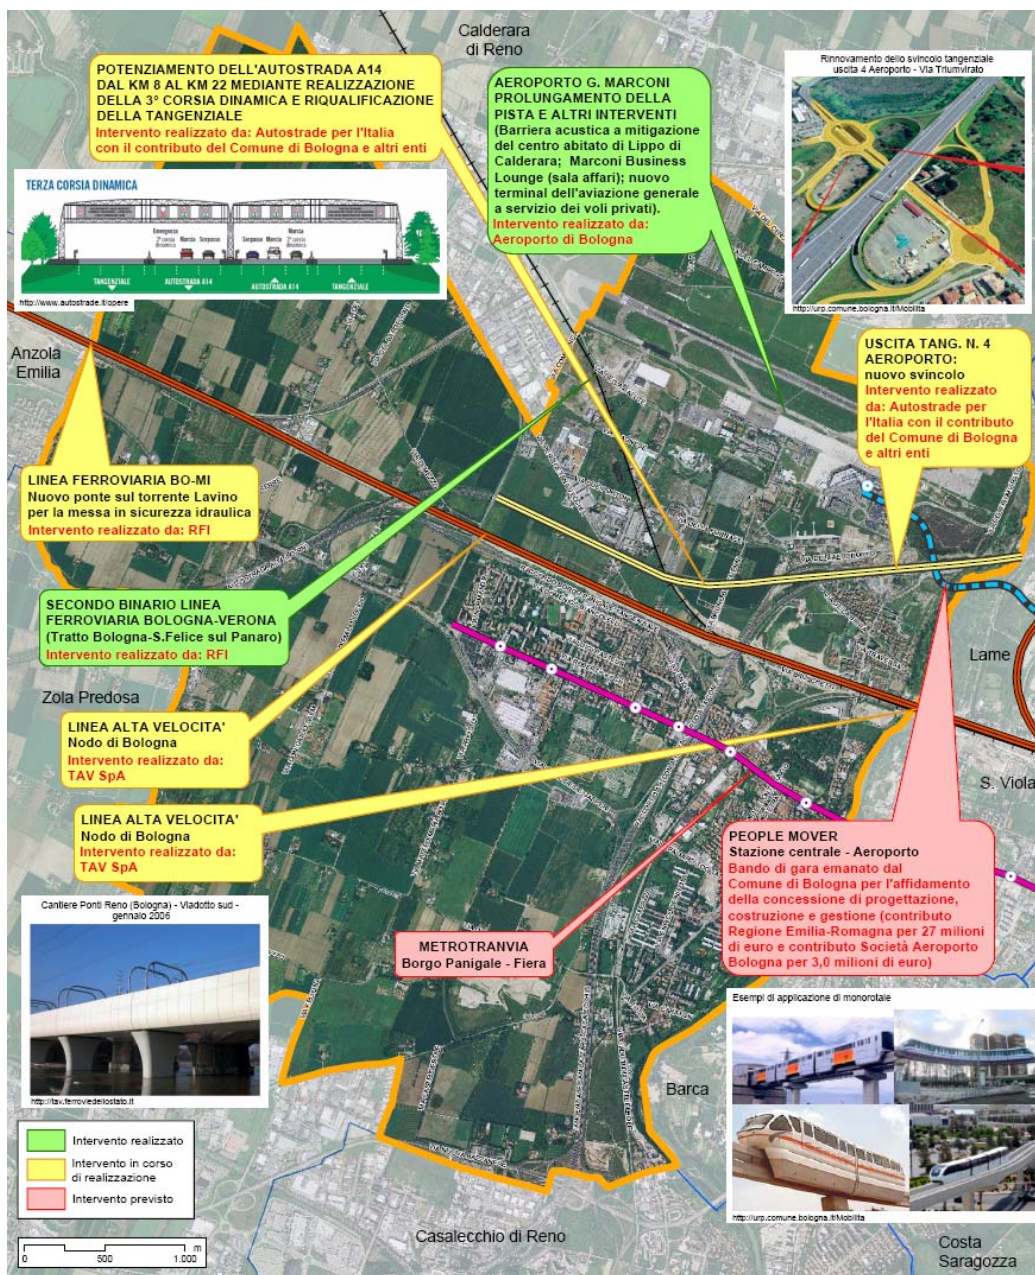 Calderara
di Reno
POTENZIAMENTO DELL'AUTOSTRADA A14
DAL KM 8 AL KM 22 MEDIANTE REALIZZAZIONE
DELLA 3° CORSIA DINAMICA E RIQUALIFICAZIONE
DELLA TANGENZIALE
Intervento realizzato da: Autostrade per l'Italia
con il contributo del Comune di Bologna e altri enti
AEROPORTO G. MARCONI
PROLUNGAMENTO DELLA
PISTA E ALTRI INTERVENTI
(Barriera acustica a mitigazione
del centro abitato di Lippo di
Calderara; Marconi Business
Lounge (sala affari); nuovo
terminal dell'aviazione generale
a servizio dei voli privati).
Intervento realizzato da:
Aeroporto di Bologna
Rinnovamento dello svincolo tangenziale
uscita 4 Aeroporto - Via Triumvirato
http://urp.comune.bologna.it/Mobilita
TERZA CORSIA DINAMICA
Emergenza
3ª corsia
dinamica
Marcia
Sorpasso
Sorpasso
Marcia
Marcia
3ª corsia
dinamica
TANGENZIALE
AUTOSTRADA A14
AUTOSTRADA A14
TANGENZIALE
http://www.autostrade.it/opere
Anzola
Emilia
USCITA TANG. N. 4
AEROPORTO:
nuovo svincolo
Intervento realizzato
da: Autostrade per
l'Italia con il contributo
del Comune di Bologna
e altri enti
LINEA FERROVIARIA BO-MI
Nuovo ponte sul torrente Lavino
per la messa in sicurezza idraulica
Intervento realizzato da: RFI
SECONDO BINARIO LINEA
FERROVIARIA BOLOGNA-VERONA
(Tratto Bologna-S.Felice sul Panaro)
Intervento realizzato da: RFI
Lame
Zola Predosa
LINEA ALTA VELOCITA'
Nodo di Bologna
Intervento realizzato da:
TAV SpA
S. Viola
LINEA ALTA VELOCITA'
Nodo di Bologna
Intervento realizzato da:
TAV SpA
PEOPLE MOVER
Stazione centrale - Aeroporto
Bando di gara emanato dal
Comune di Bologna per l'affidamento
della concessione di progettazione,
costruzione e gestione (contributo
Regione Emilia-Romagna per 27 milioni
di euro e contributo Società Aeroporto
Bologna per 3,0 milioni di euro)
Cantiere Ponti Reno (Bologna) - Viadotto sud -
gennaio 2006
http://tav.ferroviedellostato.it
METROTRANVIA
Borgo Panigale - Fiera
Esempi di applicazione di monorotaie
http://urp.comune.bologna.it/Mobilita
Barca
Intervento realizzato
Intervento in corso
di realizzazione
Intervento previsto
m
0 500 1.000
Casalecchio di Reno
Costa
Saragozza